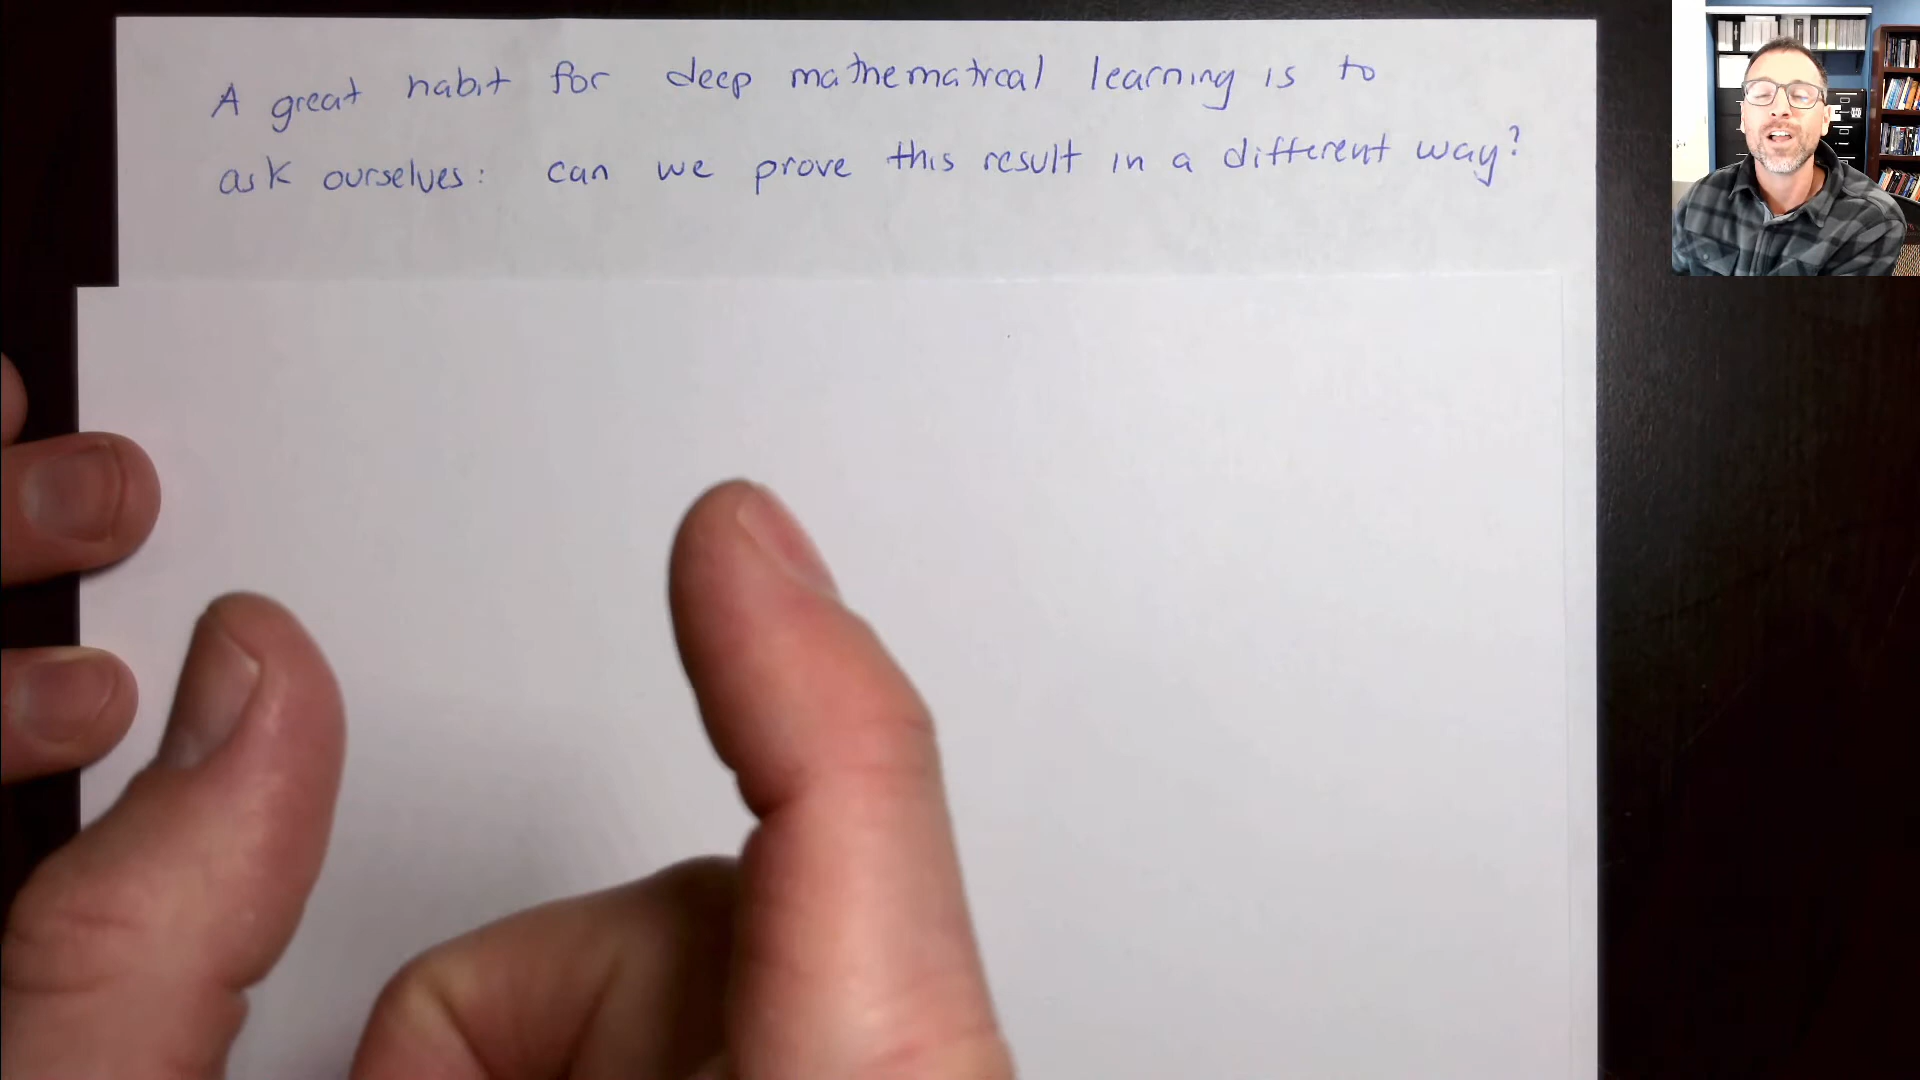 A great habit for deep mathematical learning is to
ask ourselves: can we prove this result in a different way?